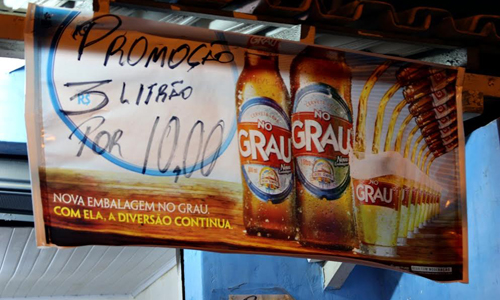 PROMOÇÃO
3 LITRÃO
R$
POR 10,00
NOVA EMBALAGEM NO GRAU.
COM ELA, A DIVERSÃO CONTINUA.
GRAU
NO
GRAU
NO
GRAU
NO
GRAU